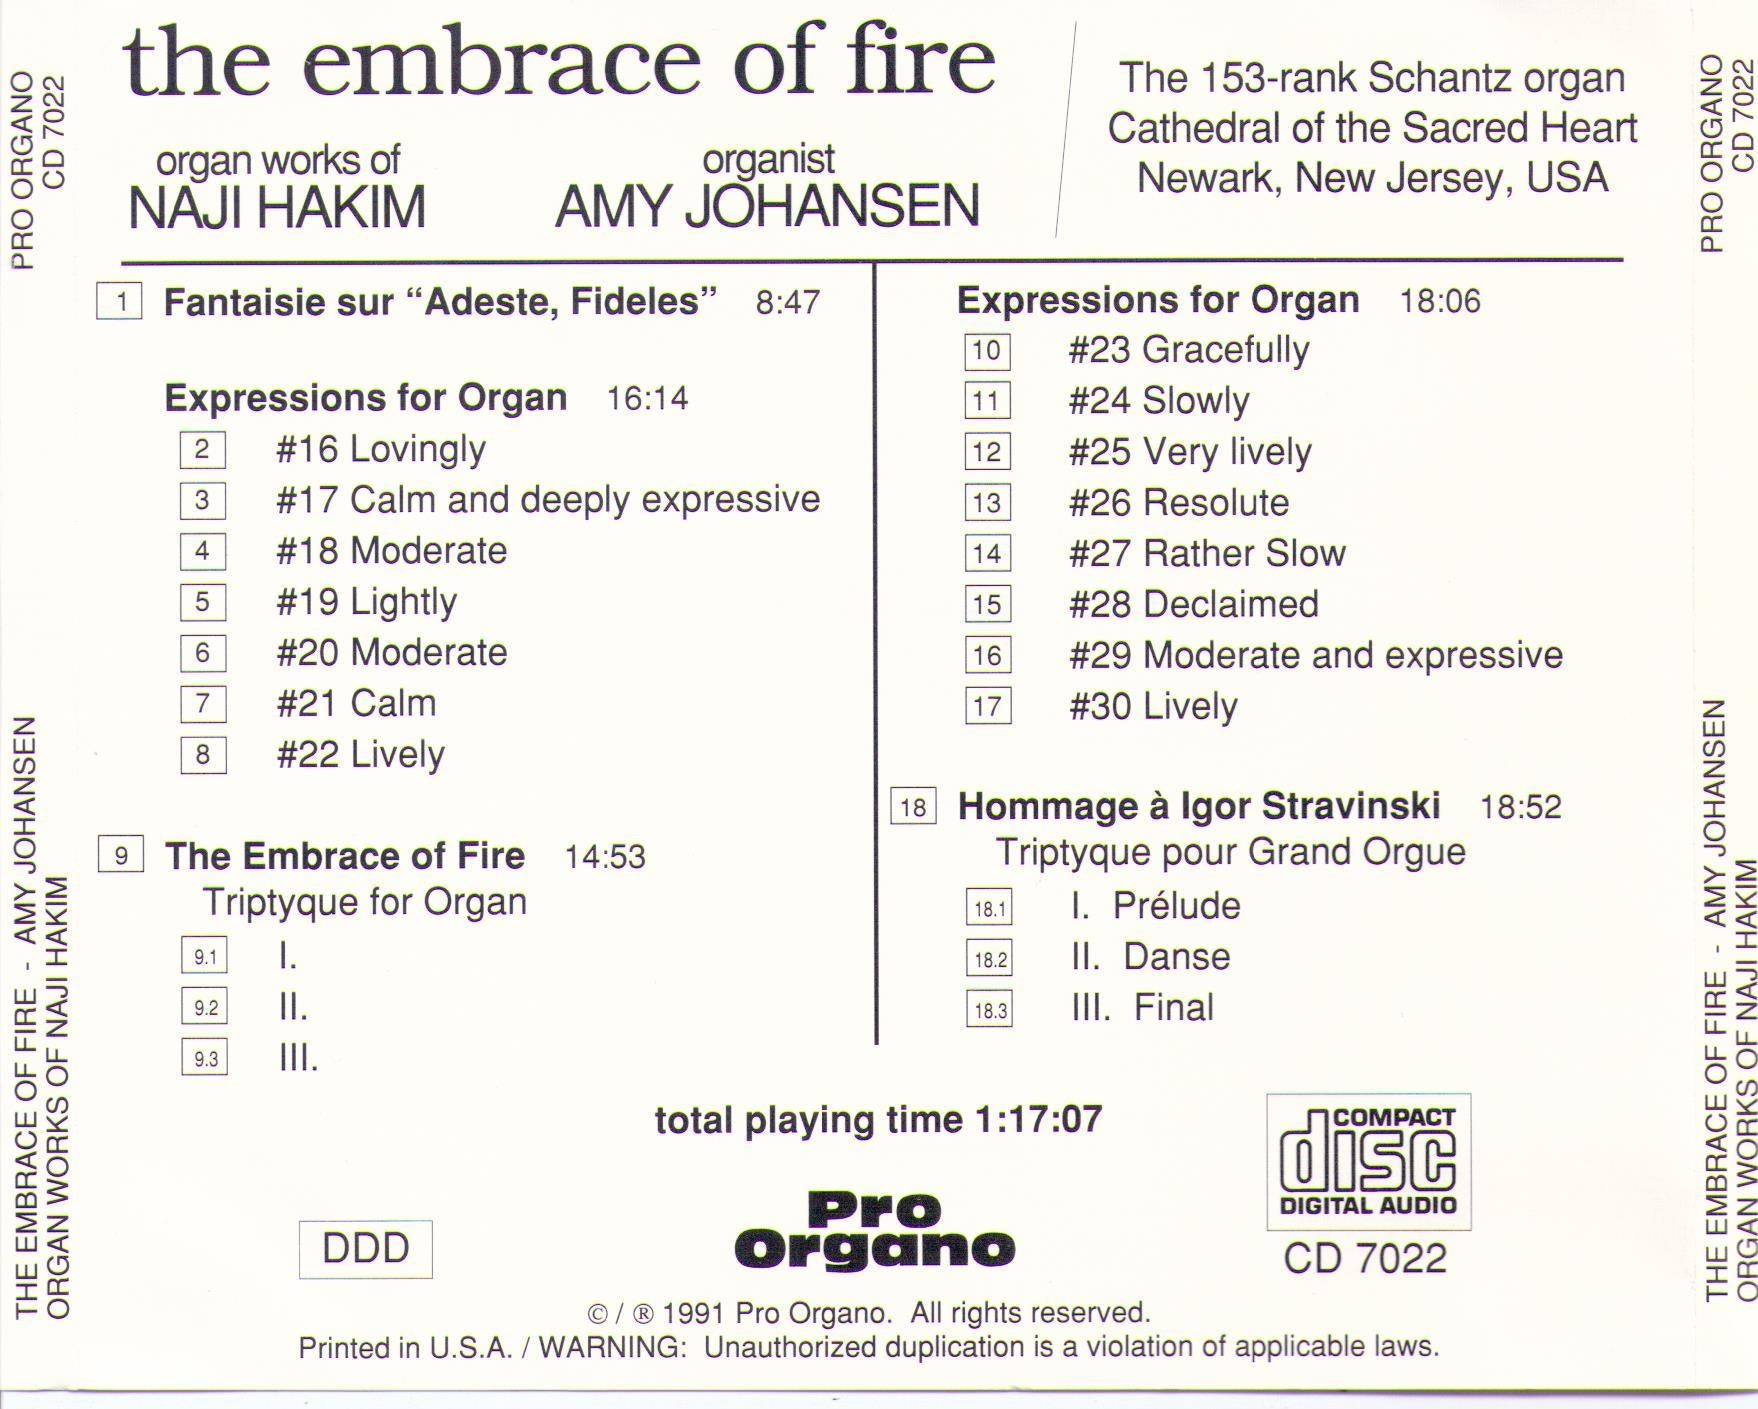 the embrace of fire
organ works of
NAJI HAKIM
organist
AMY JOHANSEN
The 153-rank Schantz organ
Cathedral of the Sacred Heart
Newark, New Jersey, USA
1 Fantaisie sur “Adeste, Fideles” 8:47
Expressions for Organ 16:14
2 #16 Lovingly
3 #17 Calm and deeply expressive
4 #18 Moderate
5 #19 Lightly
6 #20 Moderate
7 #21 Calm
8 #22 Lively
9 The Embrace of Fire 14:53
Triptyque for Organ
9.1 I.
9.2 II.
9.3 III.
Expressions for Organ 18:06
10 #23 Gracefully
11 #24 Slowly
12 #25 Very lively
13 #26 Resolute
14 #27 Rather Slow
15 #28 Declaimed
16 #29 Moderate and expressive
17 #30 Lively
18 Hommage à Igor Stravinski 18:52
Triptyque pour Grand Orgue
18.1 I. Prélude
18.2 II. Danse
18.3 III. Final
total playing time 1:17:07
DDD
Pro
Organo
COMPACT
disc
DIGITAL AUDIO
CD 7022
© / ® 1991 Pro Organo. All rights reserved.
Printed in U.S.A. / WARNING: Unauthorized duplication is a violation of applicable laws.
PRO ORGANO
CD 7022
THE EMBRACE OF FIRE - AMY JOHANSEN
ORGAN WORKS OF NAJI HAKIM
PRO ORGANO
CD 7022
THE EMBRACE OF FIRE - AMY JOHANSEN
ORGAN WORKS OF NAJI HAKIM